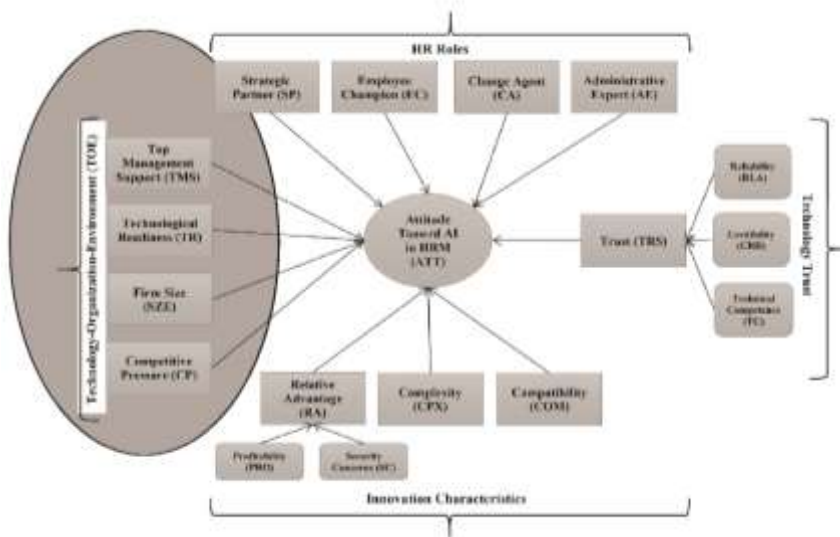 HR Roles
Strategic
Partner (SP)
Employee
Champion (EC)
Change Agent
(CA)
Administrative
Expert (AE)
Technology-Organization-Environment (TOE)
Top
Management
Support (TMS)
Technological
Readiness (TR)
Firm Size
(SZE)
Competitive
Pressure (CP)
Attitude
Toward AI
in HRM
(ATT)
Trust (TRS)
Reliability
(RLA)
Credibility
(CRB)
Technical
Competence
(TC)
Technology Trust
Relative
Advantage
(RA)
Complexity
(CPX)
Compatibility
(COM)
Profitability
(PRO)
Security
Concerns (SC)
Innovation Characteristics